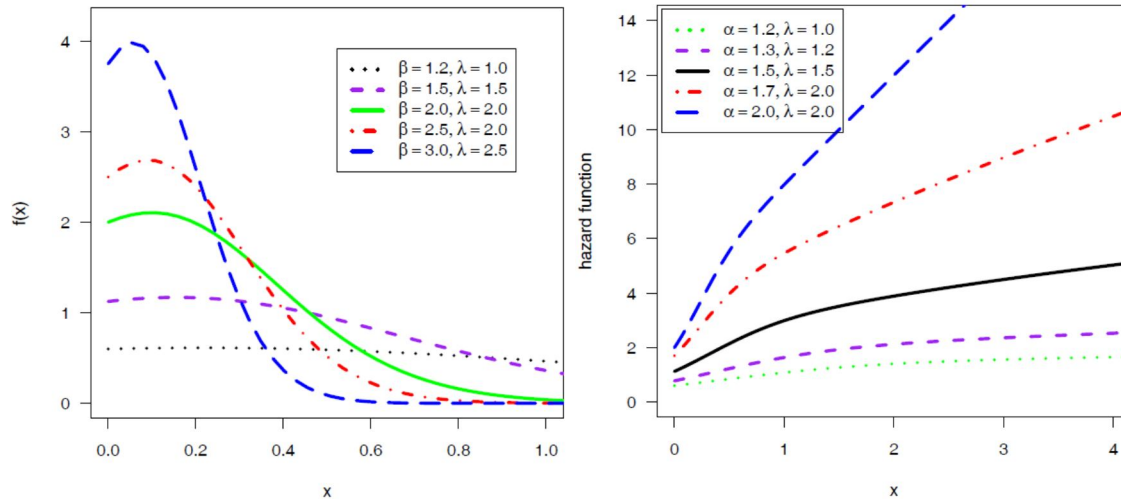 f(x)
4
3
2
1
0
β = 1.2, λ = 1.0
β = 1.5, λ = 1.5
β = 2.0, λ = 2.0
β = 2.5, λ = 2.0
β = 3.0, λ = 2.5
0.0 0.2 0.4 0.6 0.8 1.0
x
hazard function
14
12
10
8
6
4
2
0
α = 1.2, λ = 1.0
α = 1.3, λ = 1.2
α = 1.5, λ = 1.5
α = 1.7, λ = 2.0
α = 2.0, λ = 2.0
0 1 2 3 4
x